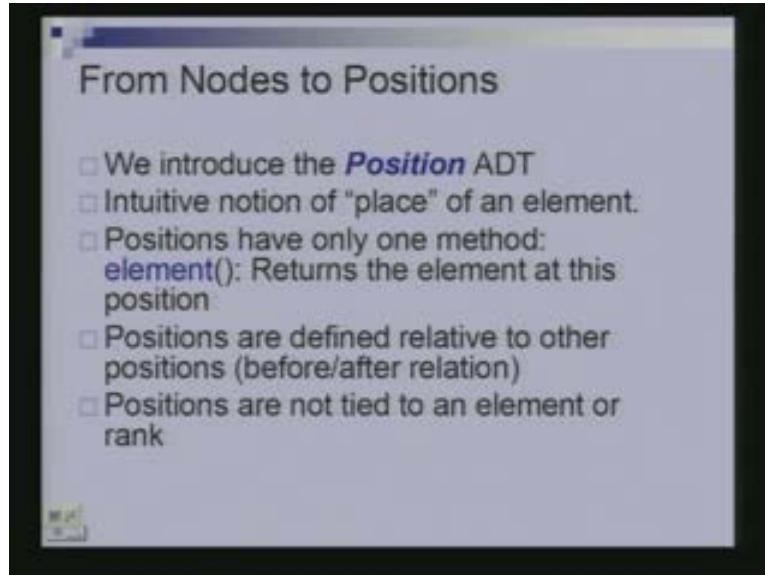 From Nodes to Positions
We introduce the Position ADT
Intuitive notion of “place” of an element.
Positions have only one method:
element(): Returns the element at this
position
Positions are defined relative to other
positions (before/after relation)
Positions are not tied to an element or
rank